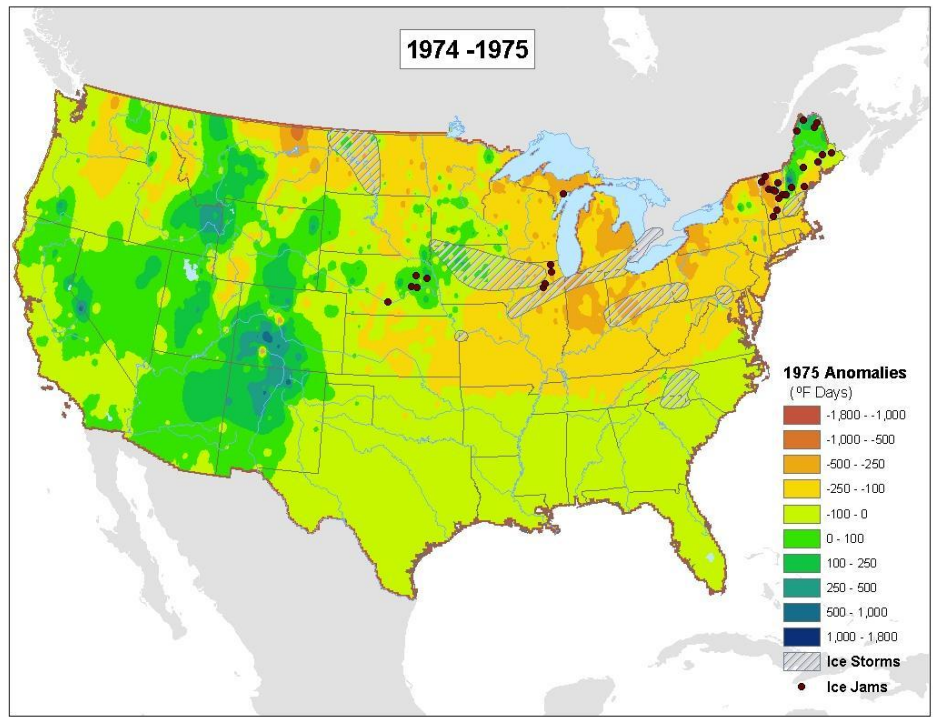 1974 -1975
1975 Anomalies
(ºF Days)
-1,800 - -1,000
-1,000 - -500
-500 - -250
-250 - -100
-100 - 0
0 - 100
100 - 250
250 - 500
500 - 1,000
1,000 - 1,800
Ice Storms
Ice Jams